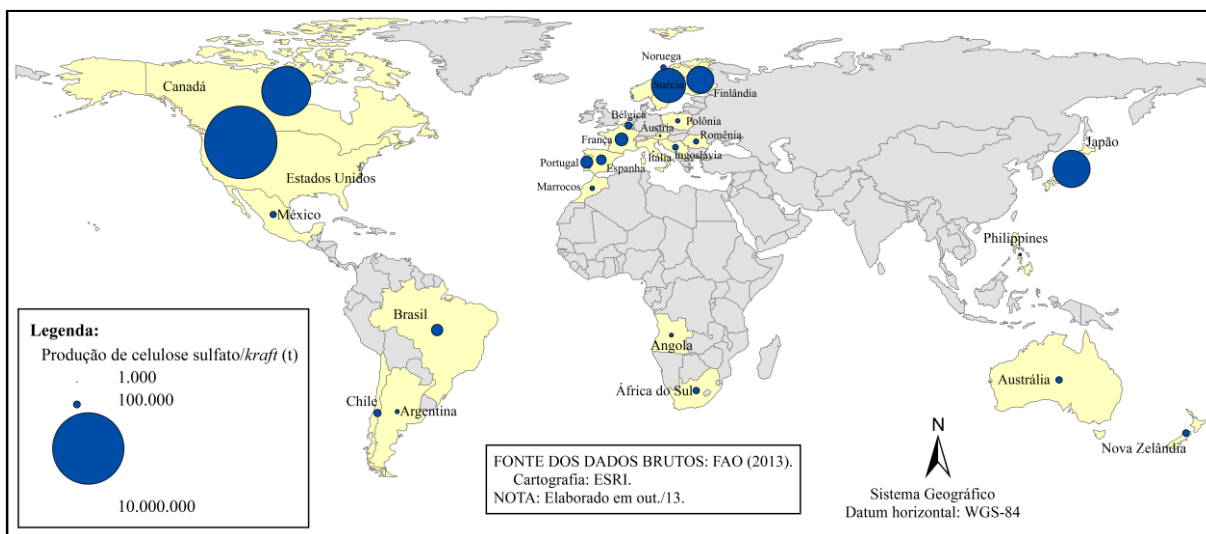 Noruega
Canadá
Suécia
Finlândia
Bélgica
Polônia
Áustria
França
Romênia
Japão
Itália
Iugoslávia
Portugal
Espanha
Estados Unidos
Marrocos
México
Philippines
Brasil
Legenda:
Produção de celulose sulfato/kraft (t)
1.000
100.000
10.000.000
Angola
África do Sul
Austrália
Chile
Argentina
Nova Zelândia
FONTE DOS DADOS BRUTOS: FAO (2013).
Cartografia: ESRI.
NOTA: Elaborado em out./13.
N
Sistema Geográfico
Datum horizontal: WGS-84